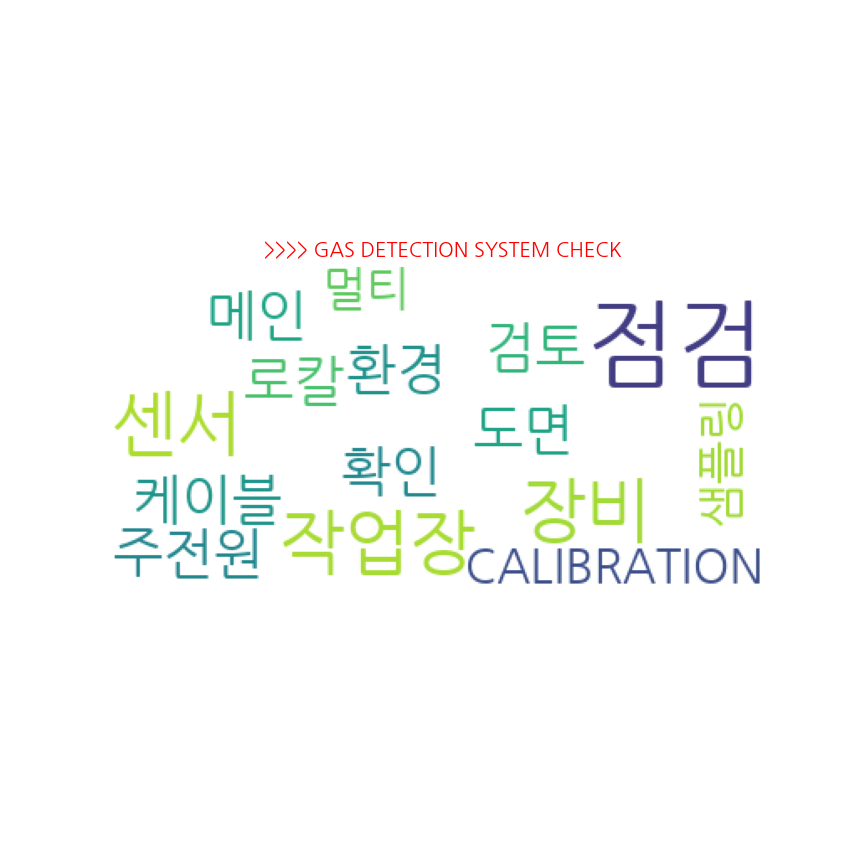 >>>> GAS DETECTION SYSTEM CHECK
멀티
메인
점검
검토
환경
로칼
센서
도면
샘플링
확인
케이블
장비
작업장
주전원
CALIBRATION